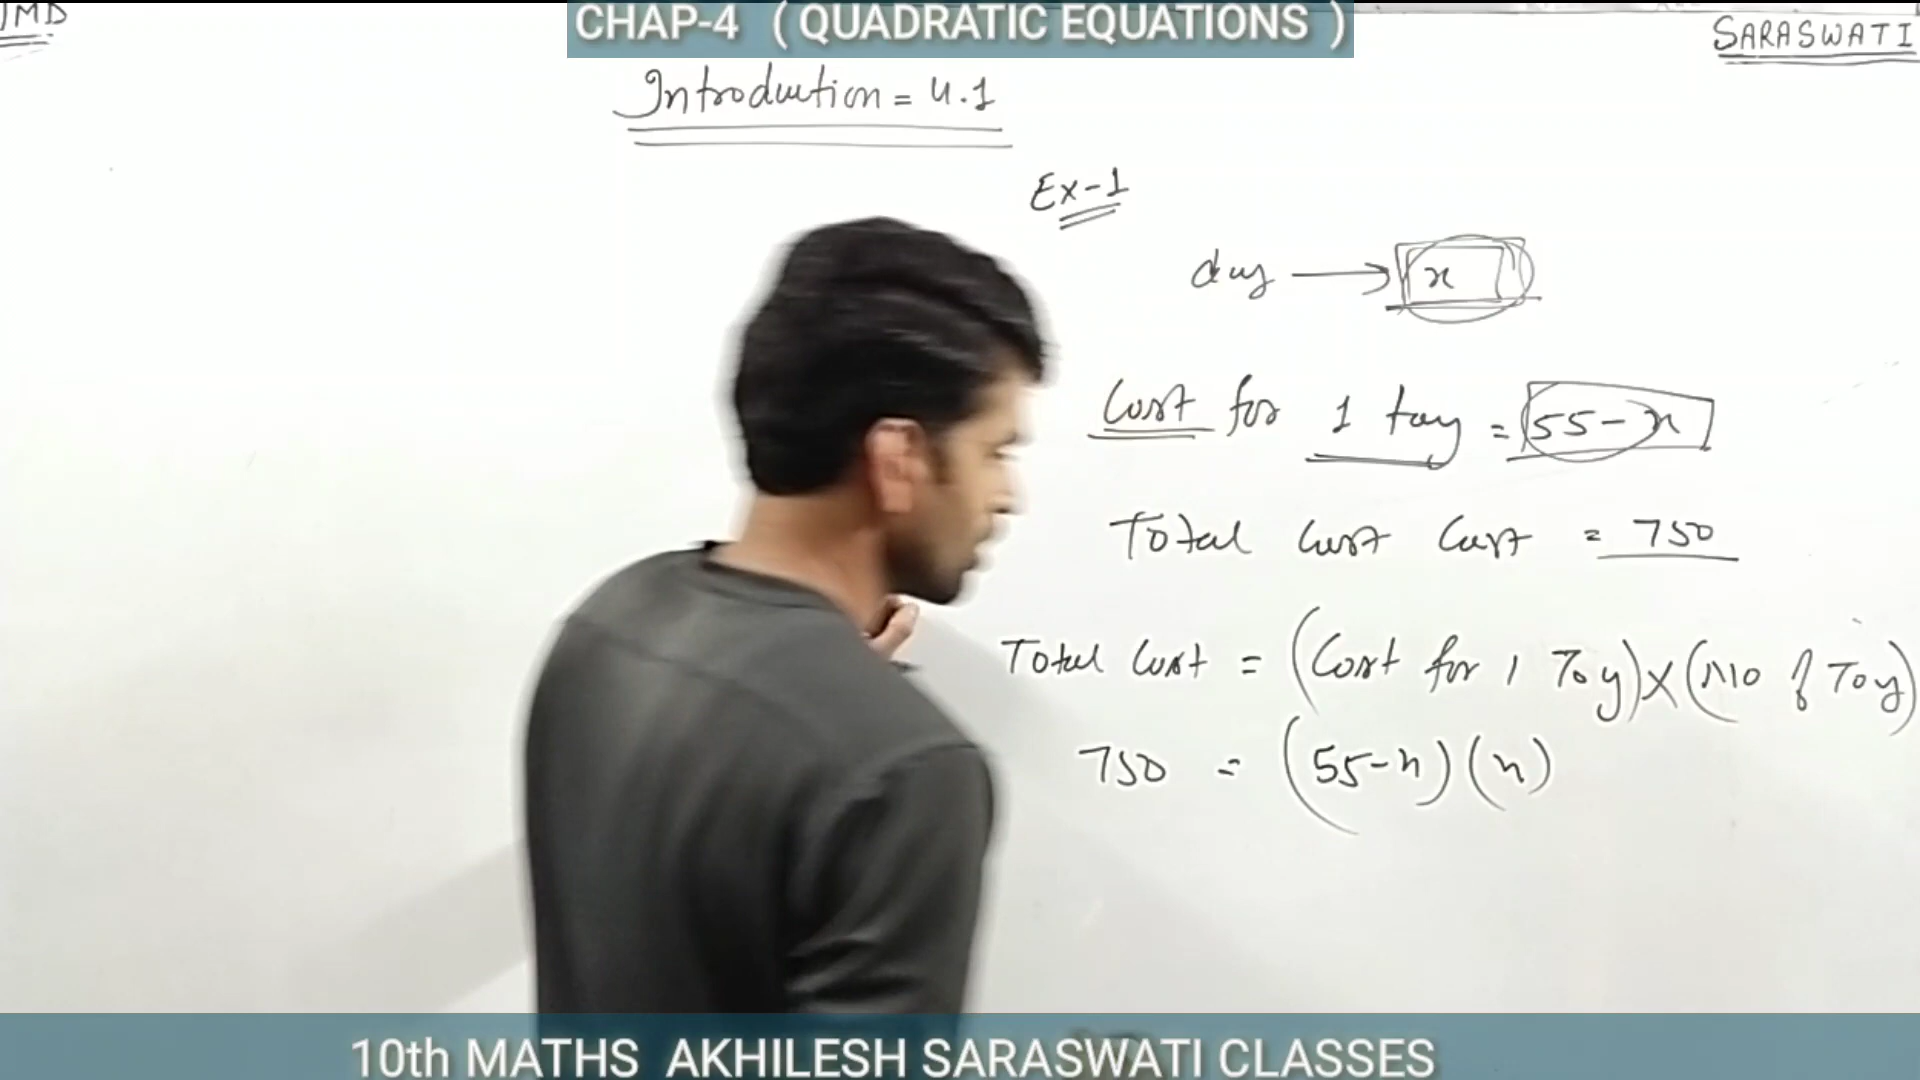 JMD
CHAP-4 ( QUADRATIC EQUATIONS )
SARASWATI
Introduction = 4.1
Ex-1
day → x
Cost for 1 toy = 55-x
Total Cost Cost = 750
Total Cost = (Cost for 1 Toy) X (No of Toy)
750 = (55-x) (x)
10th MATHS AKHILESH SARASWATI CLASSES